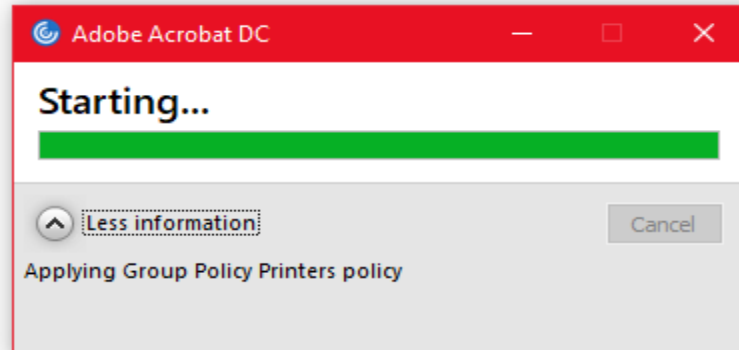 Adobe Acrobat DC
Starting...
Less information
Cancel
Applying Group Policy Printers policy